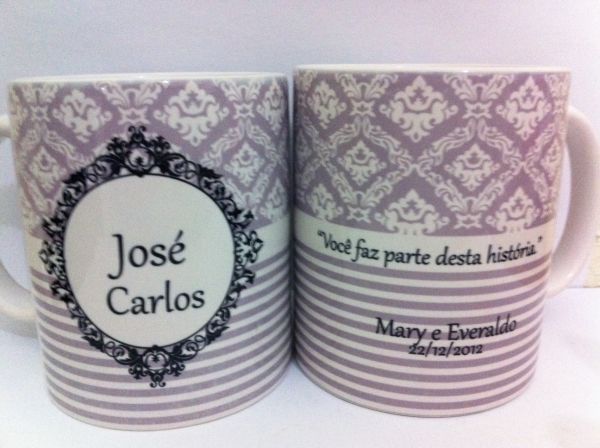 José
Carlos
"Você faz parte desta história."
Mary e Everaldo
22/12/2012